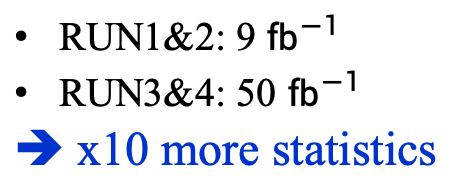 • RUN1&2: 9 fb⁻¹
• RUN3&4: 50 fb⁻¹
➔ x10 more statistics